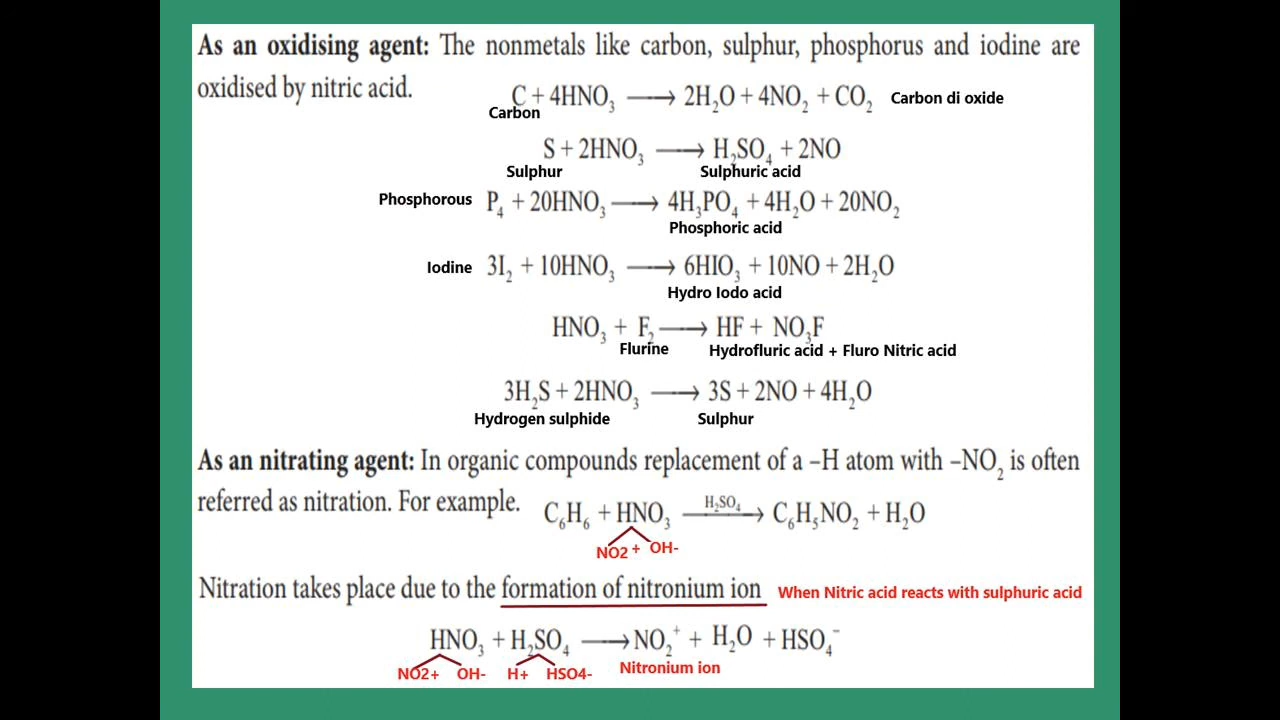 As an oxidising agent: The nonmetals like carbon, sulphur, phosphorus and iodine are
oxidised by nitric acid.
C + 4HNO₃ ⟶ 2H₂O + 4NO₂ + CO₂ Carbon di oxide
Carbon
S + 2HNO₃ ⟶ H₂SO₄ + 2NO
Sulphur Sulphuric acid
Phosphorous P₄ + 20HNO₃ ⟶ 4H₃PO₄ + 4H₂O + 20NO₂
Phosphoric acid
Iodine 3I₂ + 10HNO₃ ⟶ 6HIO₃ + 10NO + 2H₂O
Hydro Iodo acid
HNO₃ + F₂ ⟶ HF + NO₃F
Flurine Hydrofluric acid + Fluro Nitric acid
3H₂S + 2HNO₃ ⟶ 3S + 2NO + 4H₂O
Hydrogen sulphide Sulphur
As an nitrating agent: In organic compounds replacement of a –H atom with –NO₂ is often
referred as nitration. For example.
C₆H₆ + HNO₃ ⟶ C₆H₅NO₂ + H₂O
H₂SO₄
NO2 + OH-
Nitration takes place due to the formation of nitronium ion When Nitric acid reacts with sulphuric acid
HNO₃ + H₂SO₄ ⟶ NO₂⁺ + H₂O + HSO₄⁻
NO2+ OH- H+ HSO4- Nitronium ion